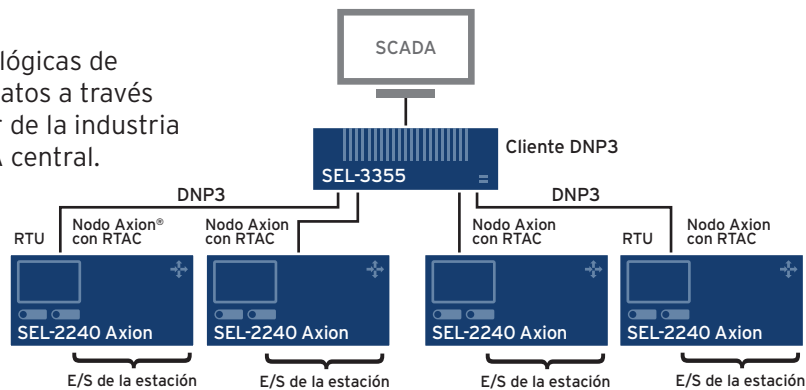 lógicas de
atos a través
r de la industria
A central.
SCADA
Cliente DNP3
SEL-3355
DNP3
DNP3
RTU
Nodo Axion®
con RTAC
Nodo Axion
con RTAC
Nodo Axion
con RTAC
RTU
Nodo Axion
con RTAC
SEL-2240 Axion
SEL-2240 Axion
SEL-2240 Axion
SEL-2240 Axion
E/S de la estación
E/S de la estación
E/S de la estación
E/S de la estación